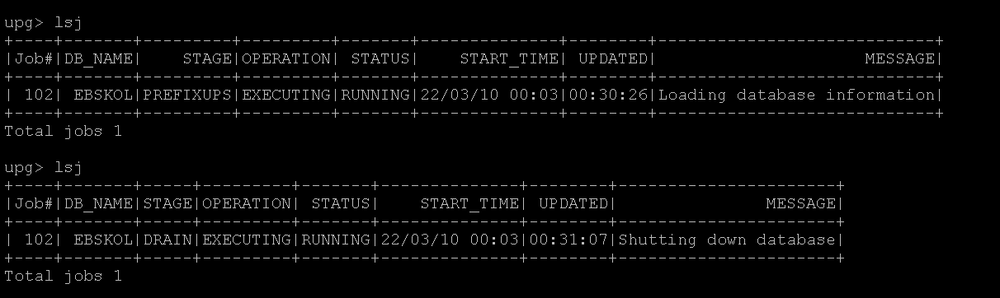 upg> lsj
+----+-------+---------+---------+-------+--------------+--------+----------------------------+
|Job#|DB_NAME|    STAGE|OPERATION| STATUS|    START_TIME| UPDATED|                     MESSAGE|
+----+-------+---------+---------+-------+--------------+--------+----------------------------+
| 102| EBSKOL|PREFIXUPS|EXECUTING|RUNNING|22/03/10 00:03|00:30:26|Loading database information|
+----+-------+---------+---------+-------+--------------+--------+----------------------------+
Total jobs 1
upg> lsj
+----+-------+-----+---------+-------+--------------+--------+----------------------+
|Job#|DB_NAME|STAGE|OPERATION| STATUS|    START_TIME| UPDATED|               MESSAGE|
+----+-------+-----+---------+-------+--------------+--------+----------------------+
| 102| EBSKOL|DRAIN|EXECUTING|RUNNING|22/03/10 00:03|00:31:07|Shutting down database|
+----+-------+-----+---------+-------+--------------+--------+----------------------+
Total jobs 1